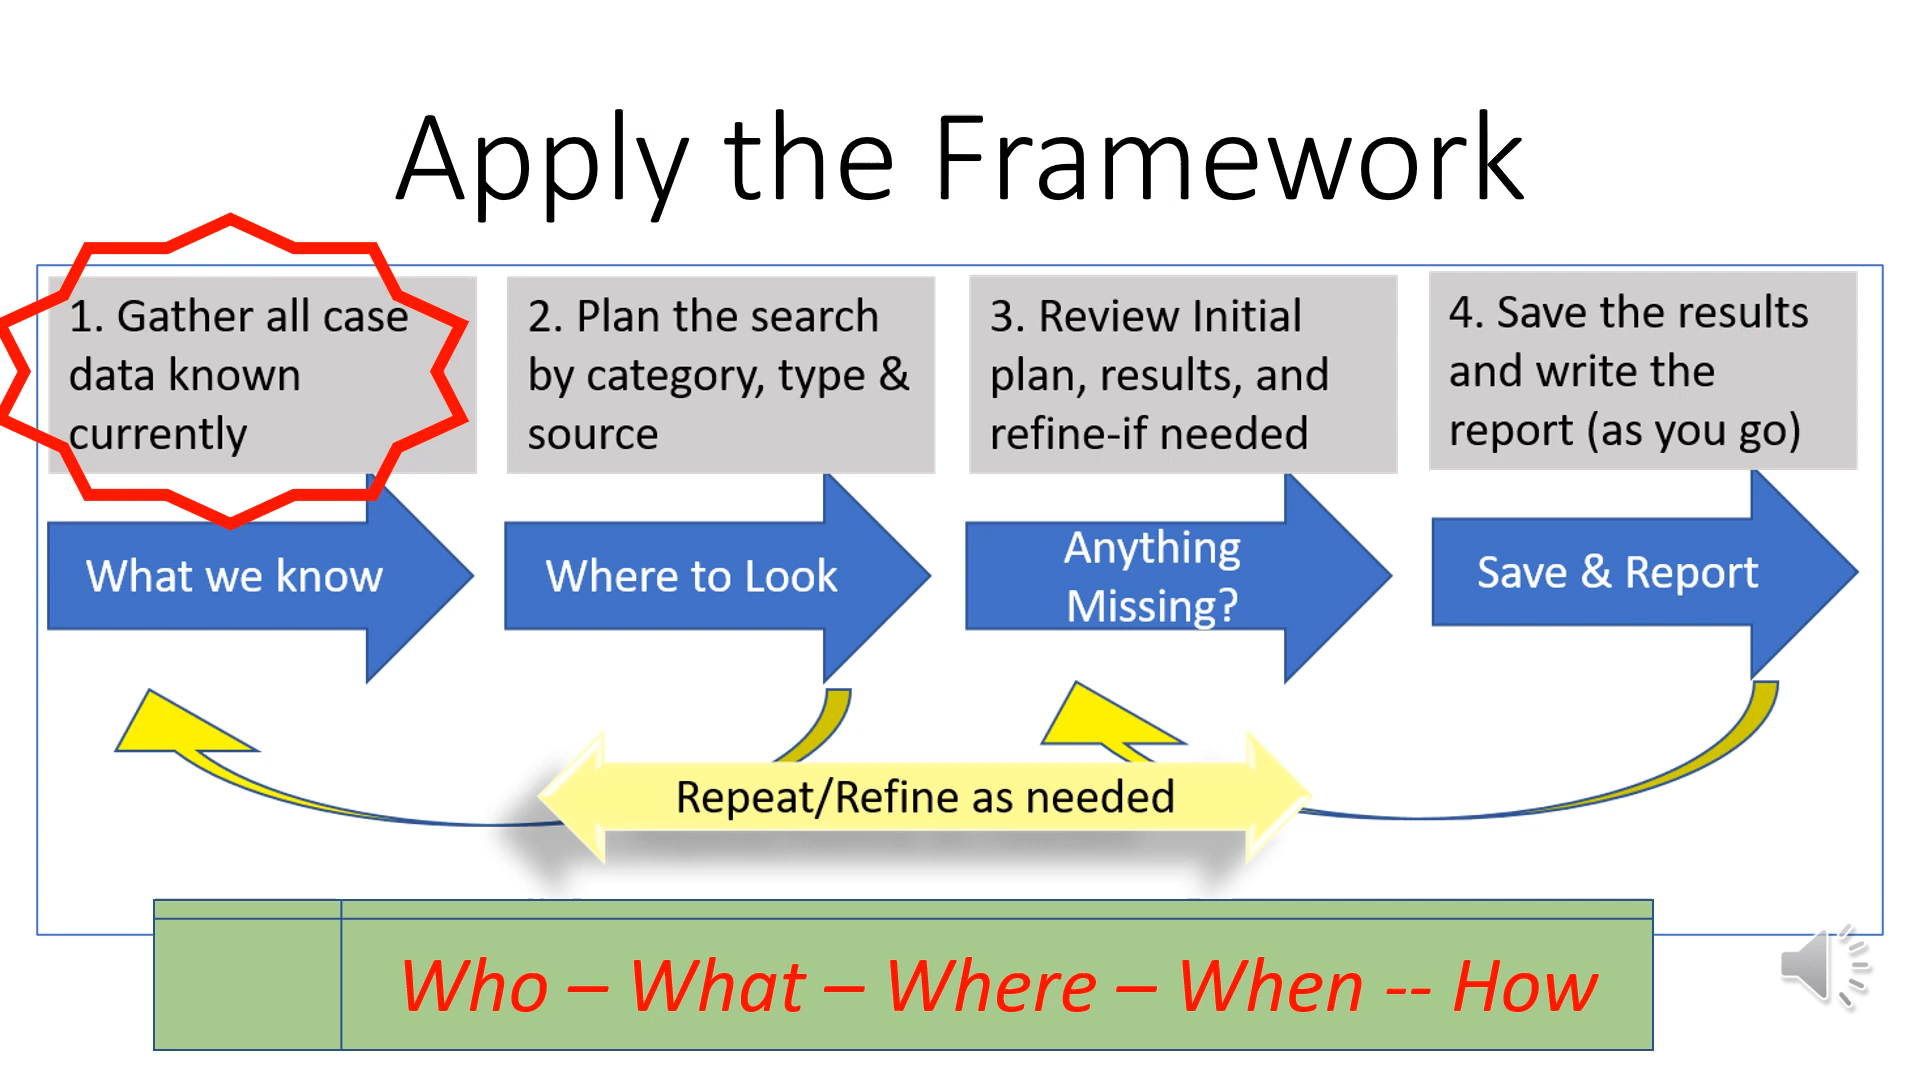 Apply the Framework
1. Gather all case
data known
currently
2. Plan the search
by category, type &
source
3. Review Initial
plan, results, and
refine-if needed
4. Save the results
and write the
report (as you go)
What we know
Where to Look
Anything
Missing?
Save & Report
Repeat/Refine as needed
Who – What – Where – When -- How